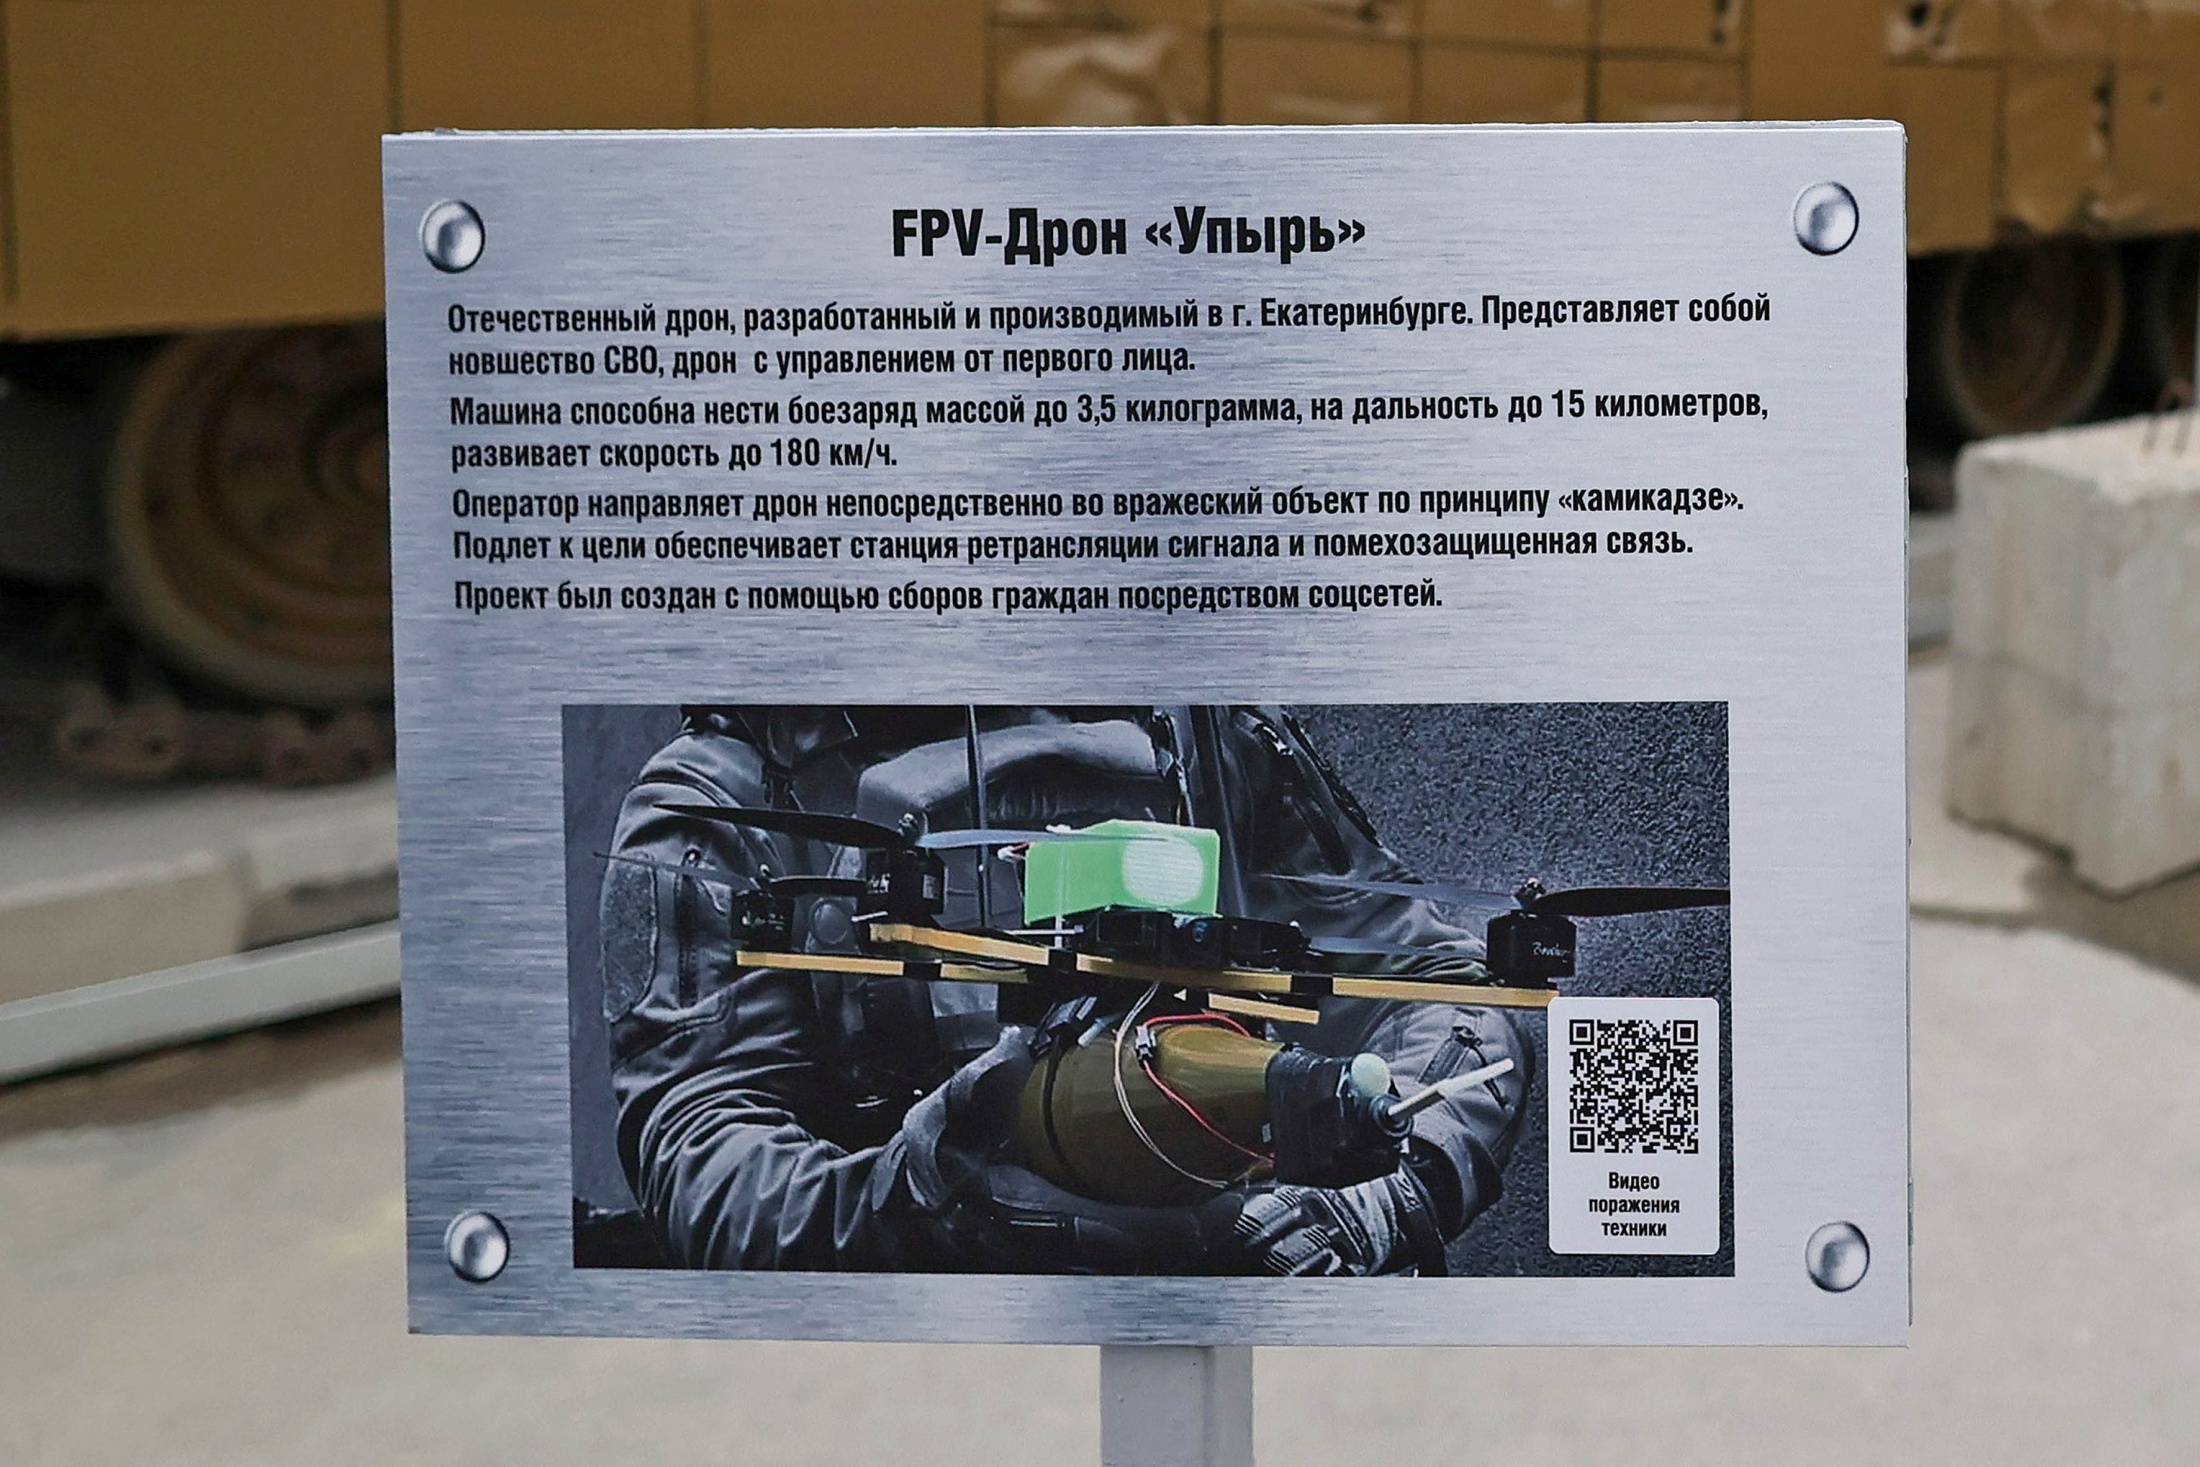 FPV-Дрон «Упырь»
Отечественный дрон, разработанный и производимый в г. Екатеринбурге. Представляет собой
новшество СВО, дрон с управлением от первого лица.
Машина способна нести боезаряд массой до 3,5 килограмма, на дальность до 15 километров,
развивает скорость до 180 км/ч.
Оператор направляет дрон непосредственно во вражеский объект по принципу «камикадзе».
Подлет к цели обеспечивает станция ретрансляции сигнала и помехозащищенная связь.
Проект был создан с помощью сборов граждан посредством соцсетей.
Видео
поражения
техники